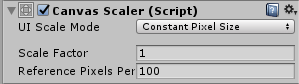 Canvas Scaler (Script)
UI Scale Mode Constant Pixel Size
Scale Factor 1
Reference Pixels Per 100